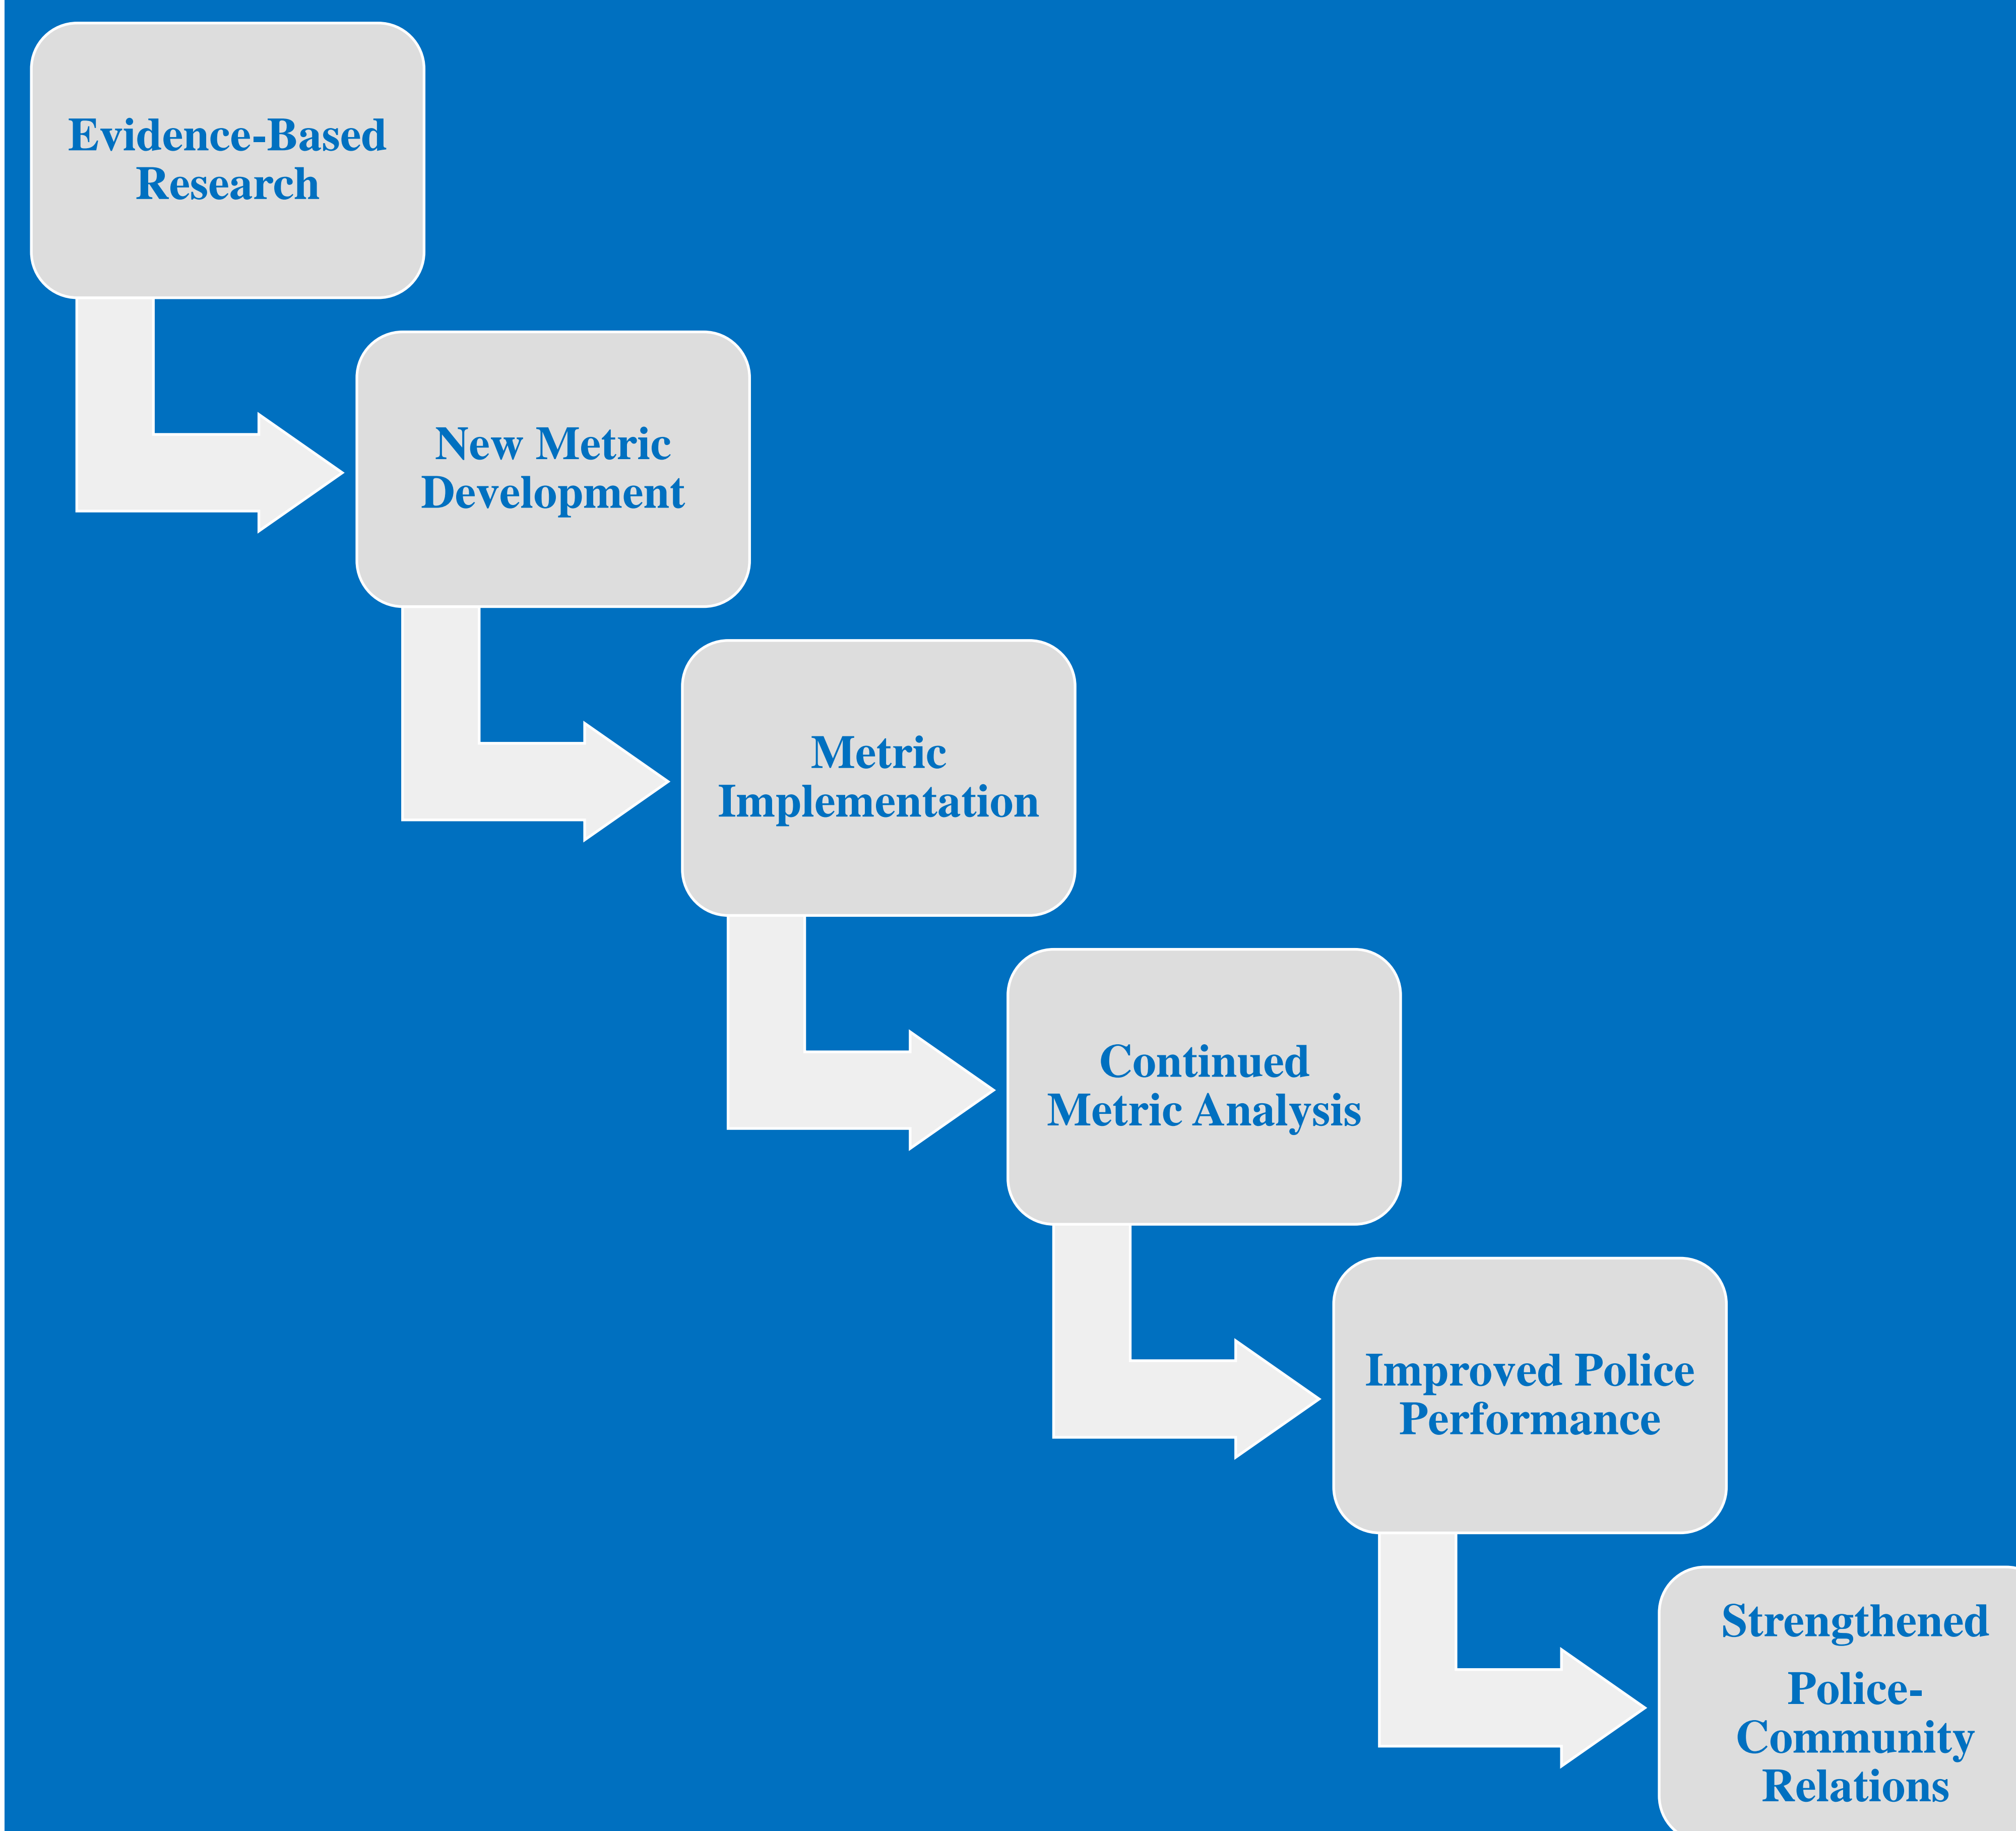 Evidence-Based
Research
New Metric
Development
Metric
Implementation
Continued
Metric Analysis
Improved Police
Performance
Strengthened
Police-
Community
Relations